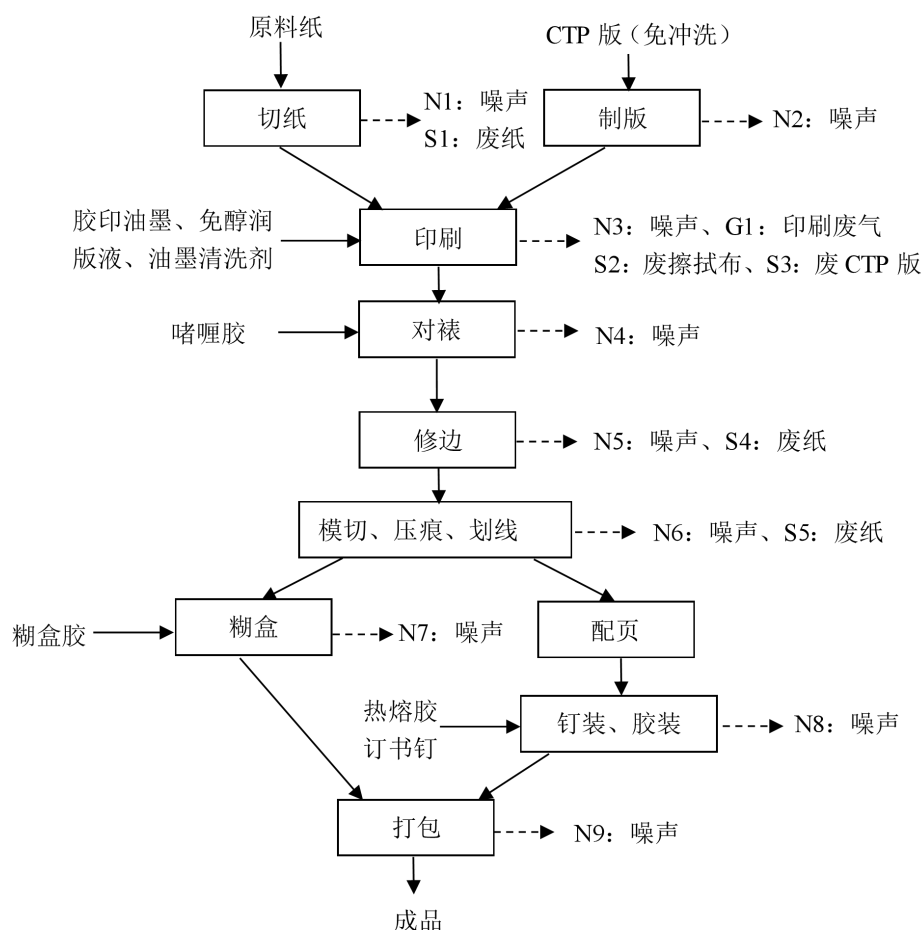 原料纸
CTP 版（免冲洗）
切纸
N1：噪声
S1：废纸
制版
N2：噪声
胶印油墨、免醇润
版液、油墨清洗剂
印刷
N3：噪声、G1：印刷废气
S2：废擦拭布、S3：废 CTP 版
啫喱胶
对裱
N4：噪声
修边
N5：噪声、S4：废纸
模切、压痕、划线
N6：噪声、S5：废纸
糊盒胶
糊盒
N7：噪声
配页
热熔胶
订书钉
钉装、胶装
N8：噪声
打包
N9：噪声
成品